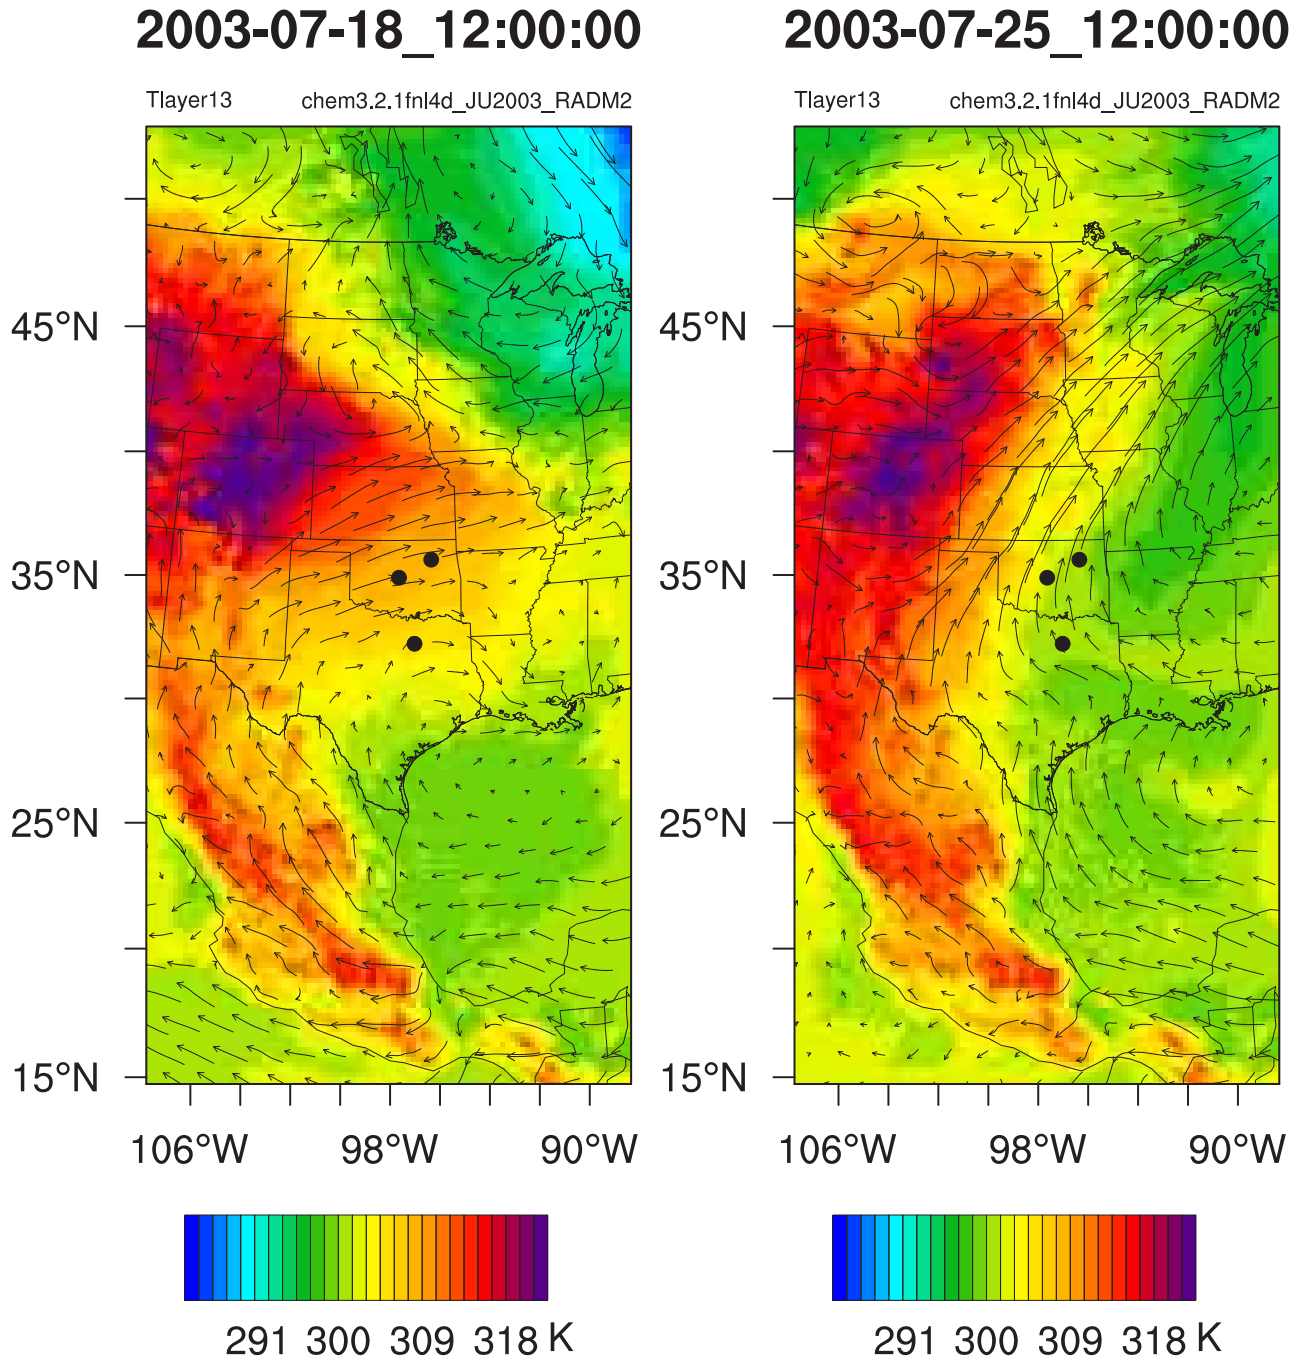 2003-07-18_12:00:00 2003-07-25_12:00:00
Tlayer13 chem3.2.1fnl4d_JU2003_RADM2 Tlayer13 chem3.2.1fnl4d_JU2003_RADM2
45°N 45°N
35°N 35°N
25°N 25°N
15°N 15°N
106°W 98°W 90°W 106°W 98°W 90°W
291 300 309 318 K 291 300 309 318 K